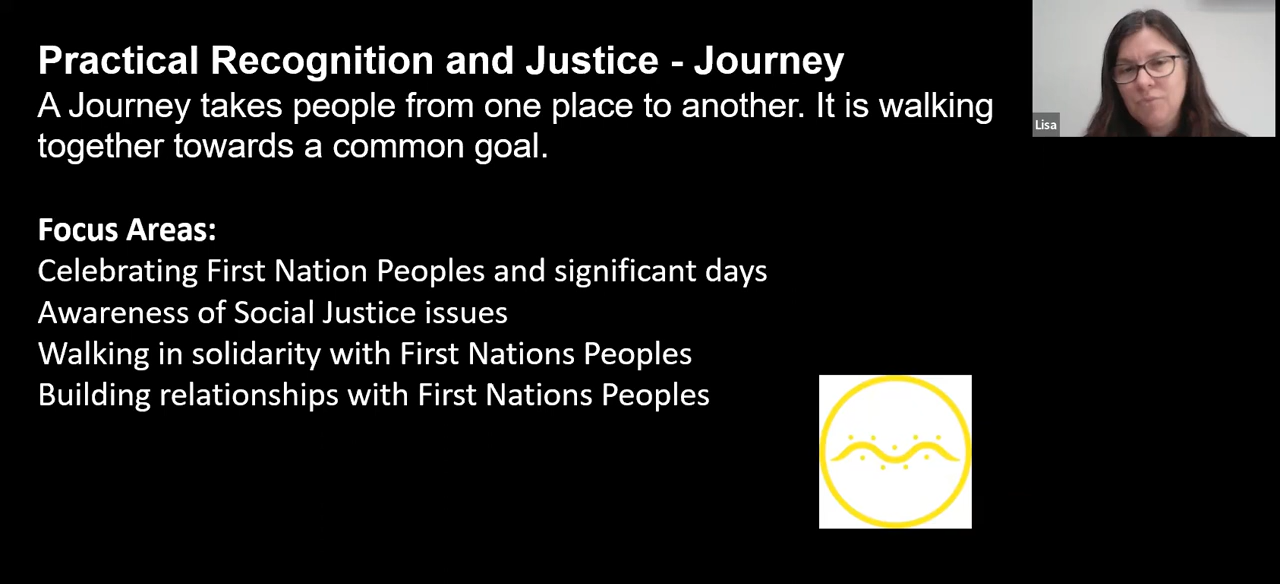 Practical Recognition and Justice - Journey
A Journey takes people from one place to another. It is walking
together towards a common goal.
Focus Areas:
Celebrating First Nation Peoples and significant days
Awareness of Social Justice issues
Walking in solidarity with First Nations Peoples
Building relationships with First Nations Peoples
Lisa